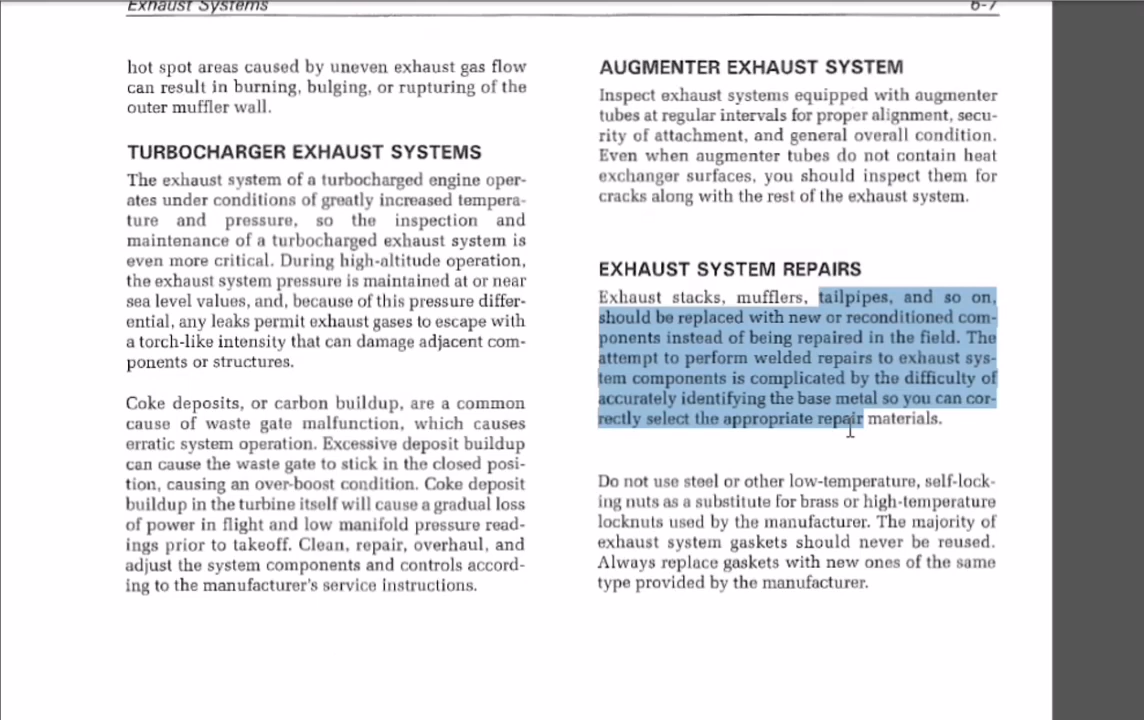 Exhaust Systems
6-7
hot spot areas caused by uneven exhaust gas flow
can result in burning, bulging, or rupturing of the
outer muffler wall.
TURBOCHARGER EXHAUST SYSTEMS
The exhaust system of a turbocharged engine oper-
ates under conditions of greatly increased tempera-
ture and pressure, so the inspection and
maintenance of a turbocharged exhaust system is
even more critical. During high-altitude operation,
the exhaust system pressure is maintained at or near
sea level values, and, because of this pressure differ-
ential, any leaks permit exhaust gases to escape with
a torch-like intensity that can damage adjacent com-
ponents or structures.
Coke deposits, or carbon buildup, are a common
cause of waste gate malfunction, which causes
erratic system operation. Excessive deposit buildup
can cause the waste gate to stick in the closed posi-
tion, causing an over-boost condition. Coke deposit
buildup in the turbine itself will cause a gradual loss
of power in flight and low manifold pressure read-
ings prior to takeoff. Clean, repair, overhaul, and
adjust the system components and controls accord-
ing to the manufacturer's service instructions.
AUGMENTER EXHAUST SYSTEM
Inspect exhaust systems equipped with augmenter
tubes at regular intervals for proper alignment, secu-
rity of attachment, and general overall condition.
Even when augmenter tubes do not contain heat
exchanger surfaces, you should inspect them for
cracks along with the rest of the exhaust system.
EXHAUST SYSTEM REPAIRS
Exhaust stacks, mufflers, tailpipes, and so on,
should be replaced with new or reconditioned com-
ponents instead of being repaired in the field. The
attempt to perform welded repairs to exhaust sys-
tem components is complicated by the difficulty of
accurately identifying the base metal so you can cor-
rectly select the appropriate repair materials.
Do not use steel or other low-temperature, self-lock-
ing nuts as a substitute for brass or high-temperature
locknuts used by the manufacturer. The majority of
exhaust system gaskets should never be reused.
Always replace gaskets with new ones of the same
type provided by the manufacturer.